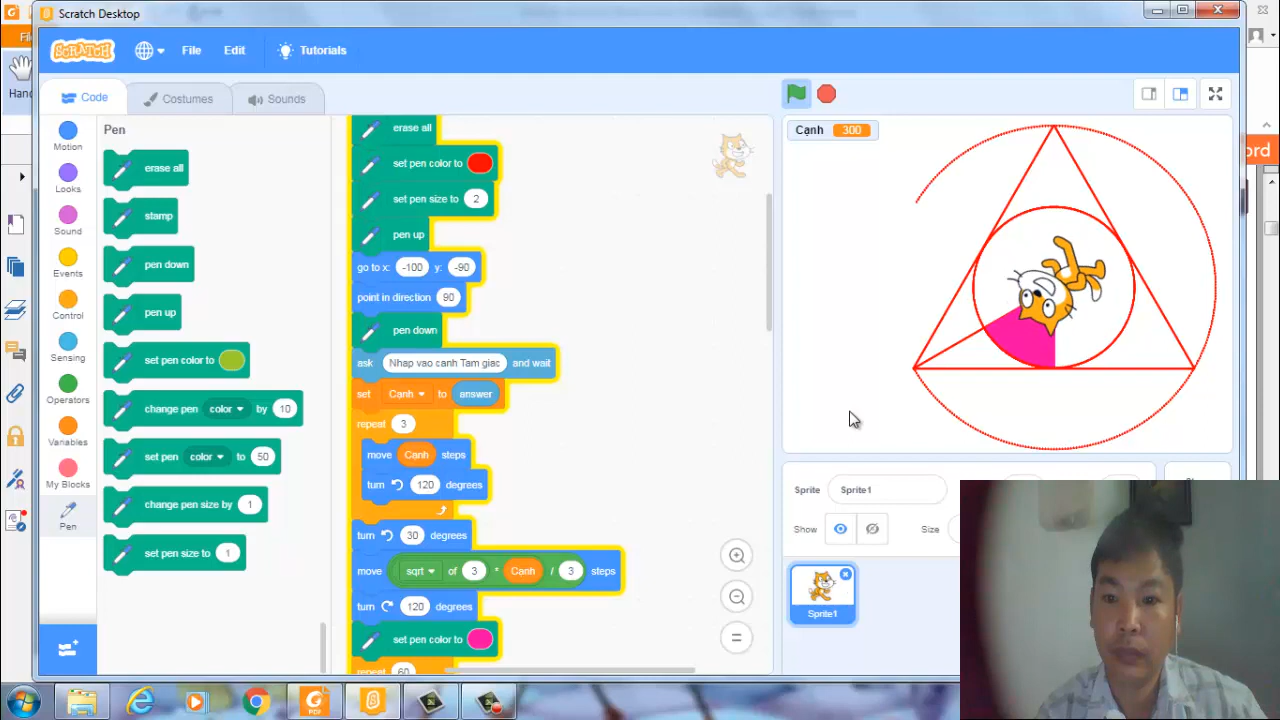 Scratch Desktop
SCRATCH
File
Edit
Tutorials
Code
Costumes
Sounds
Motion
Looks
Sound
Events
Control
Sensing
Operators
Variables
My Blocks
Pen
Pen
erase all
stamp
pen down
pen up
set pen color to
change pen color by 10
set pen color to 50
change pen size by 1
set pen size to 1
erase all
set pen color to
set pen size to 2
pen up
go to x: -100 y: -90
point in direction 90
pen down
ask Nhap vao canh Tam giac and wait
set Cạnh to answer
repeat 3
move Cạnh steps
turn 120 degrees
turn 30 degrees
move sqrt of 3 * Cạnh / 3 steps
turn 120 degrees
set pen color to
repeat 60
Cạnh 300
Sprite Sprite1
Show
Size
Sprite1
Hand
ord
PDF